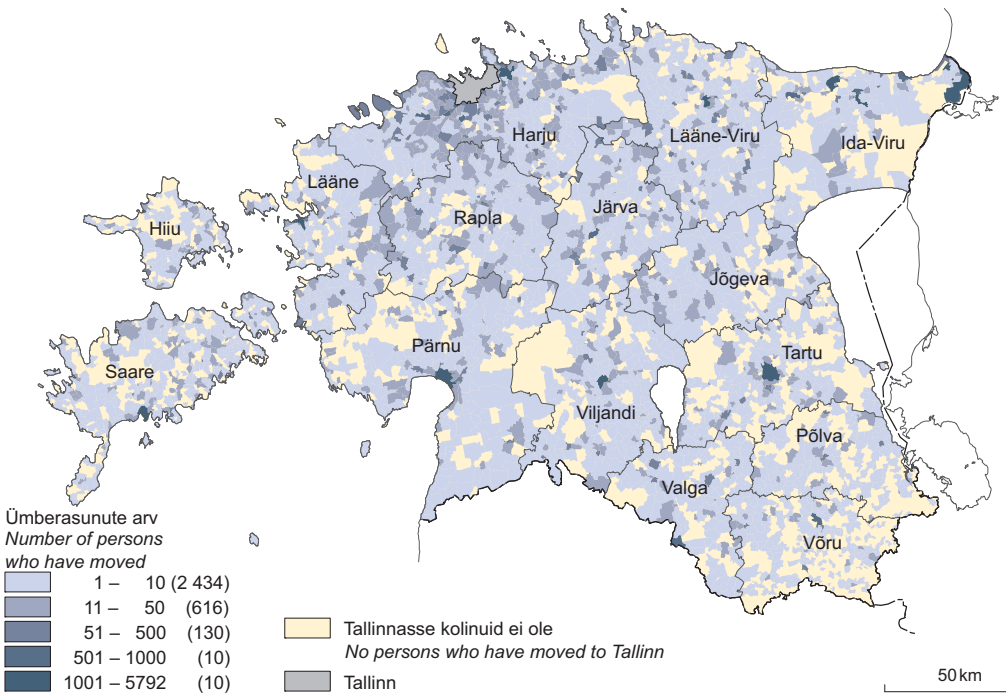 Harju
Lääne-Viru
Ida-Viru
Lääne
Rapla
Järva
Hiiu
Jõgeva
Pärnu
Tartu
Saare
Viljandi
Põlva
Valga
Võru
Ümberasunute arv
Number of persons
who have moved
1 – 10 (2 434)
11 – 50 (616)
51 – 500 (130)
501 – 1000 (10)
1001 – 5792 (10)
Tallinnasse kolinuid ei ole
No persons who have moved to Tallinn
Tallinn
50 km